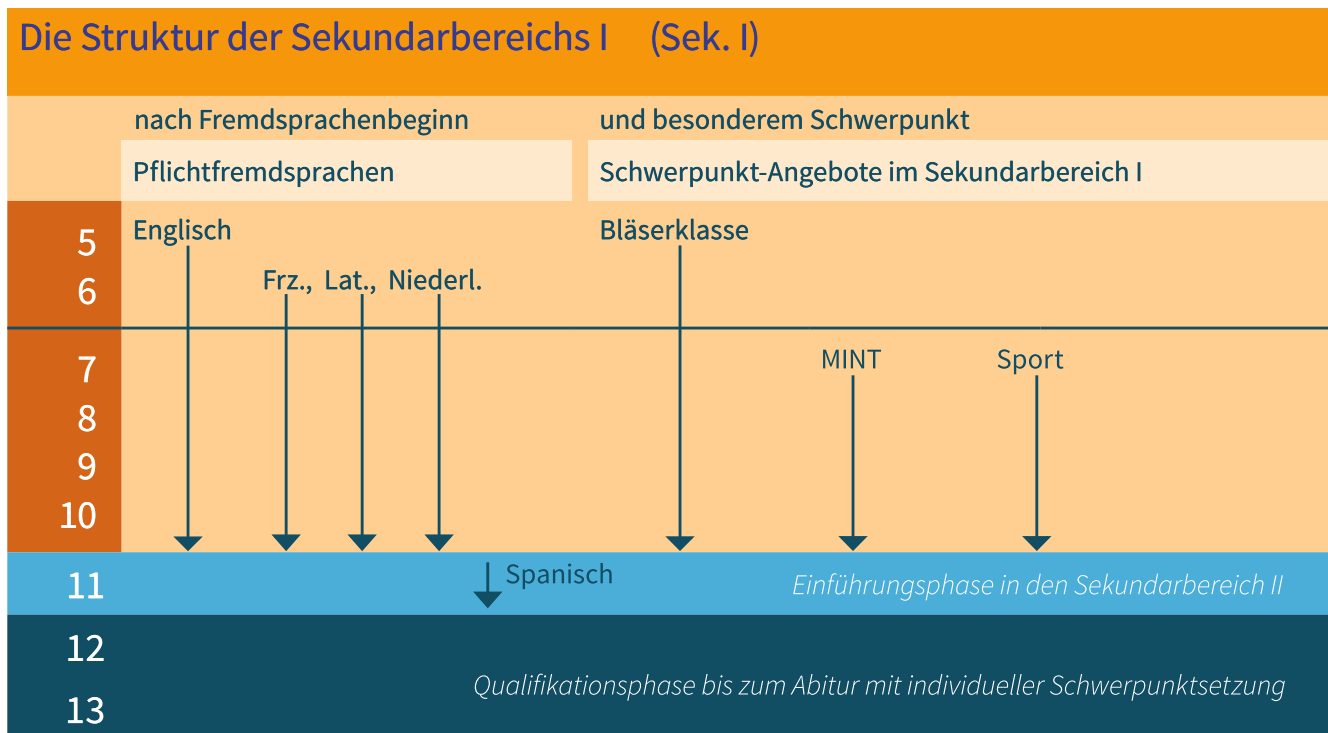 Die Struktur der Sekundarbereichs I (Sek. I)
nach Fremdsprachenbeginn und besonderem Schwerpunkt
Pflichtfremdsprachen Schwerpunkt-Angebote im Sekundarbereich I
5 Englisch Bläserklasse
6 Frz., Lat., Niederl.
7 MINT Sport
8
9
10
11 Spanisch Einführungsphase in den Sekundarbereich II
12
Qualifikationsphase bis zum Abitur mit individueller Schwerpunktsetzung
13